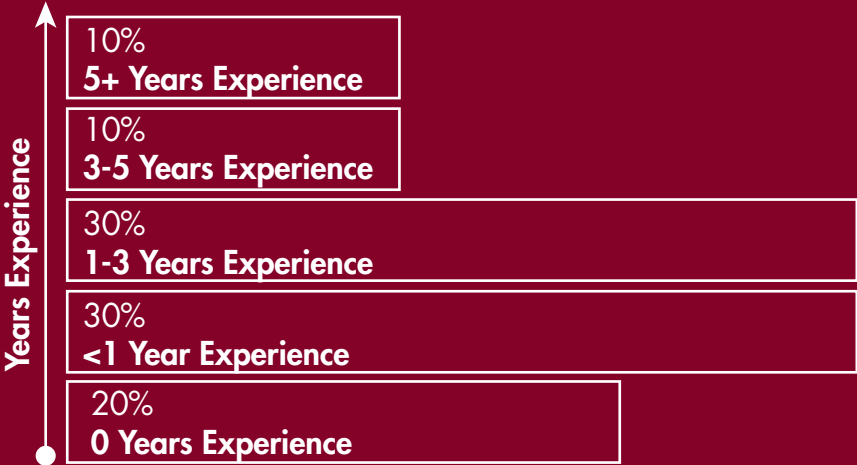 Years Experience
10%
5+ Years Experience
10%
3-5 Years Experience
30%
1-3 Years Experience
30%
<1 Year Experience
20%
0 Years Experience